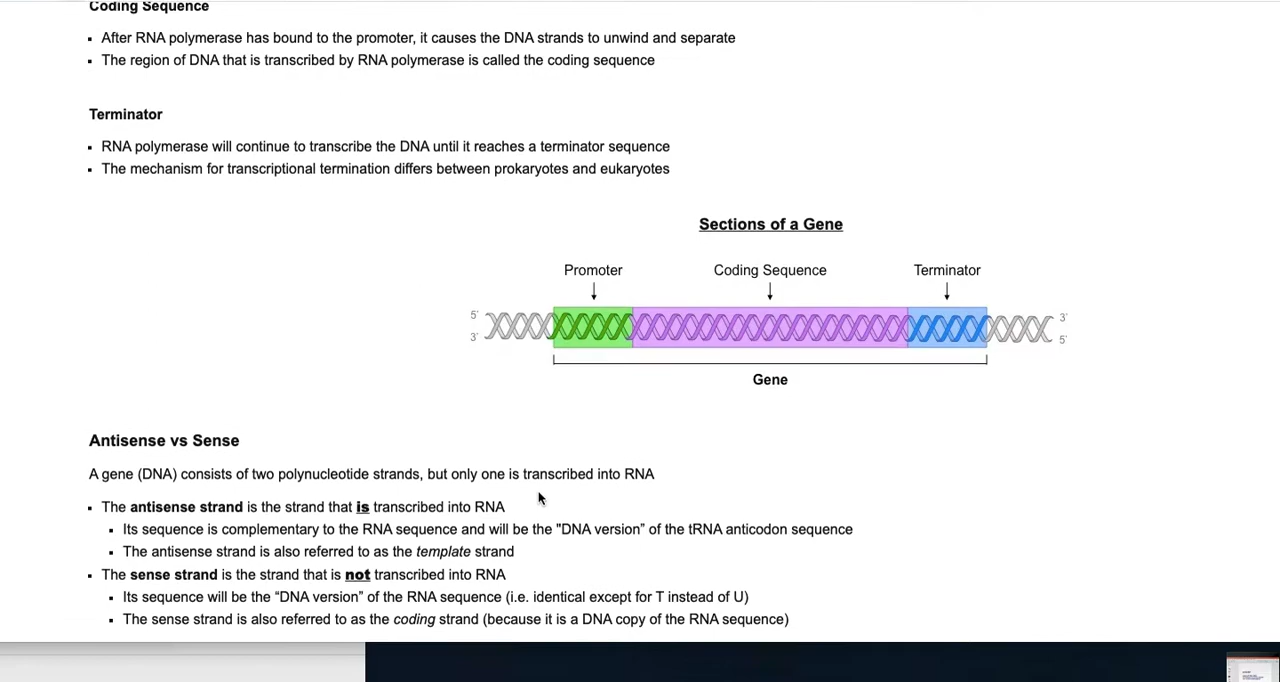 Coding Sequence
▪ After RNA polymerase has bound to the promoter, it causes the DNA strands to unwind and separate
▪ The region of DNA that is transcribed by RNA polymerase is called the coding sequence
Terminator
▪ RNA polymerase will continue to transcribe the DNA until it reaches a terminator sequence
▪ The mechanism for transcriptional termination differs between prokaryotes and eukaryotes
Sections of a Gene
Promoter Coding Sequence Terminator
5' 3'
3' 5'
Gene
Antisense vs Sense
A gene (DNA) consists of two polynucleotide strands, but only one is transcribed into RNA
▪ The antisense strand is the strand that is transcribed into RNA
▪ Its sequence is complementary to the RNA sequence and will be the "DNA version” of the tRNA anticodon sequence
▪ The antisense strand is also referred to as the template strand
▪ The sense strand is the strand that is not transcribed into RNA
▪ Its sequence will be the “DNA version” of the RNA sequence (i.e. identical except for T instead of U)
▪ The sense strand is also referred to as the coding strand (because it is a DNA copy of the RNA sequence)